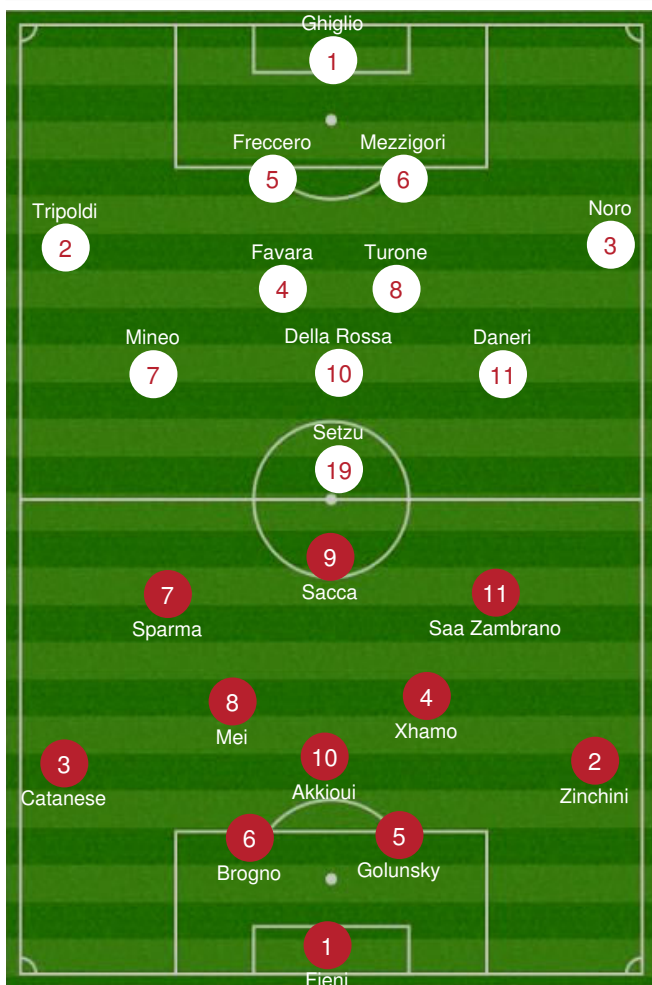 Ghiglio
1
Freccero
5
Mezzigori
6
Tripoldi
2
Noro
3
Favara
4
Turone
8
Mineo
7
Della Rossa
10
Daneri
11
Setzu
19
9
Sacca
7
Sparma
11
Saa Zambrano
8
Mei
4
Xhamo
3
Catanese
10
Akkioui
2
Zinchini
6
Brogno
5
Golunsky
1
Fieni